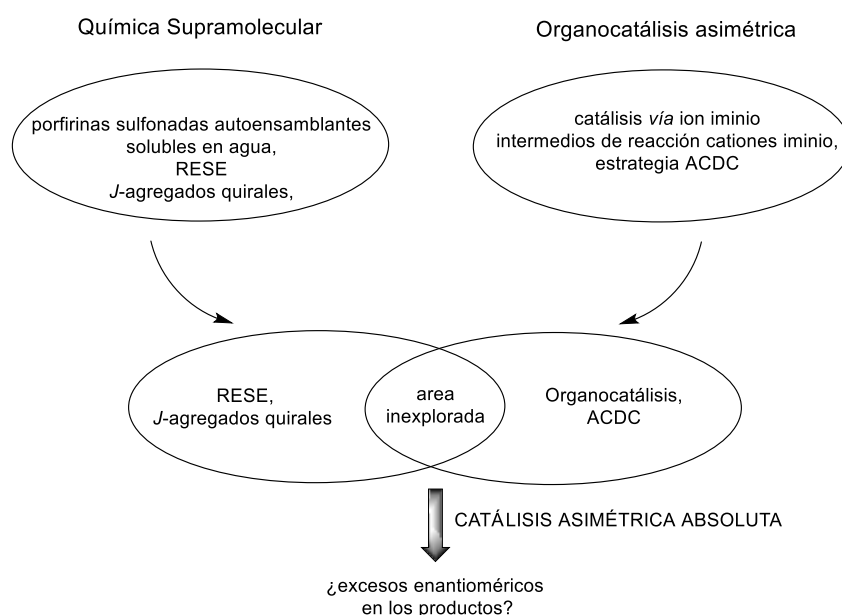 Química Supramolecular
Organocatálisis asimétrica
porfirinas sulfonadas autoensamblantes
solubles en agua,
RESE
J-agregados quirales,
catálisis vía ion iminio
intermedios de reacción cationes iminio,
estrategia ACDC
RESE,
J-agregados quirales
area
inexplorada
Organocatálisis,
ACDC
CATÁLISIS ASIMÉTRICA ABSOLUTA
¿excesos enantioméricos
en los productos?